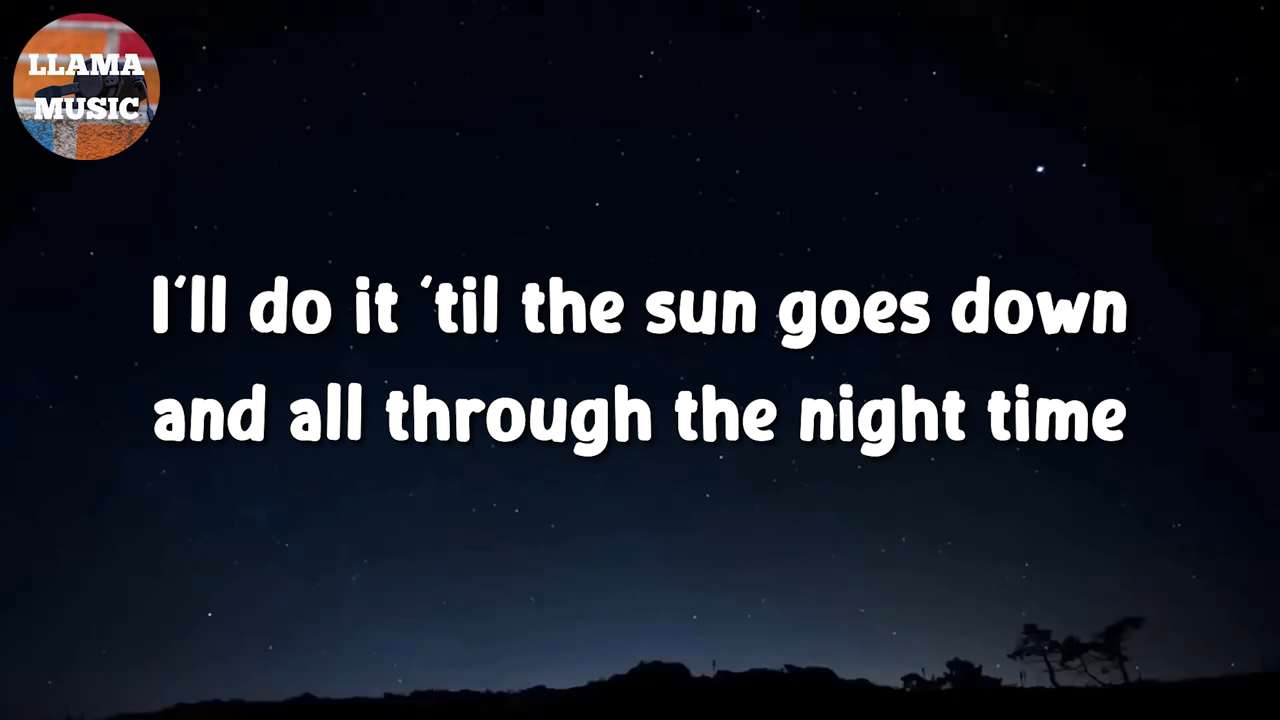 LLAMA
MUSIC
I'll do it 'til the sun goes down
and all through the night time